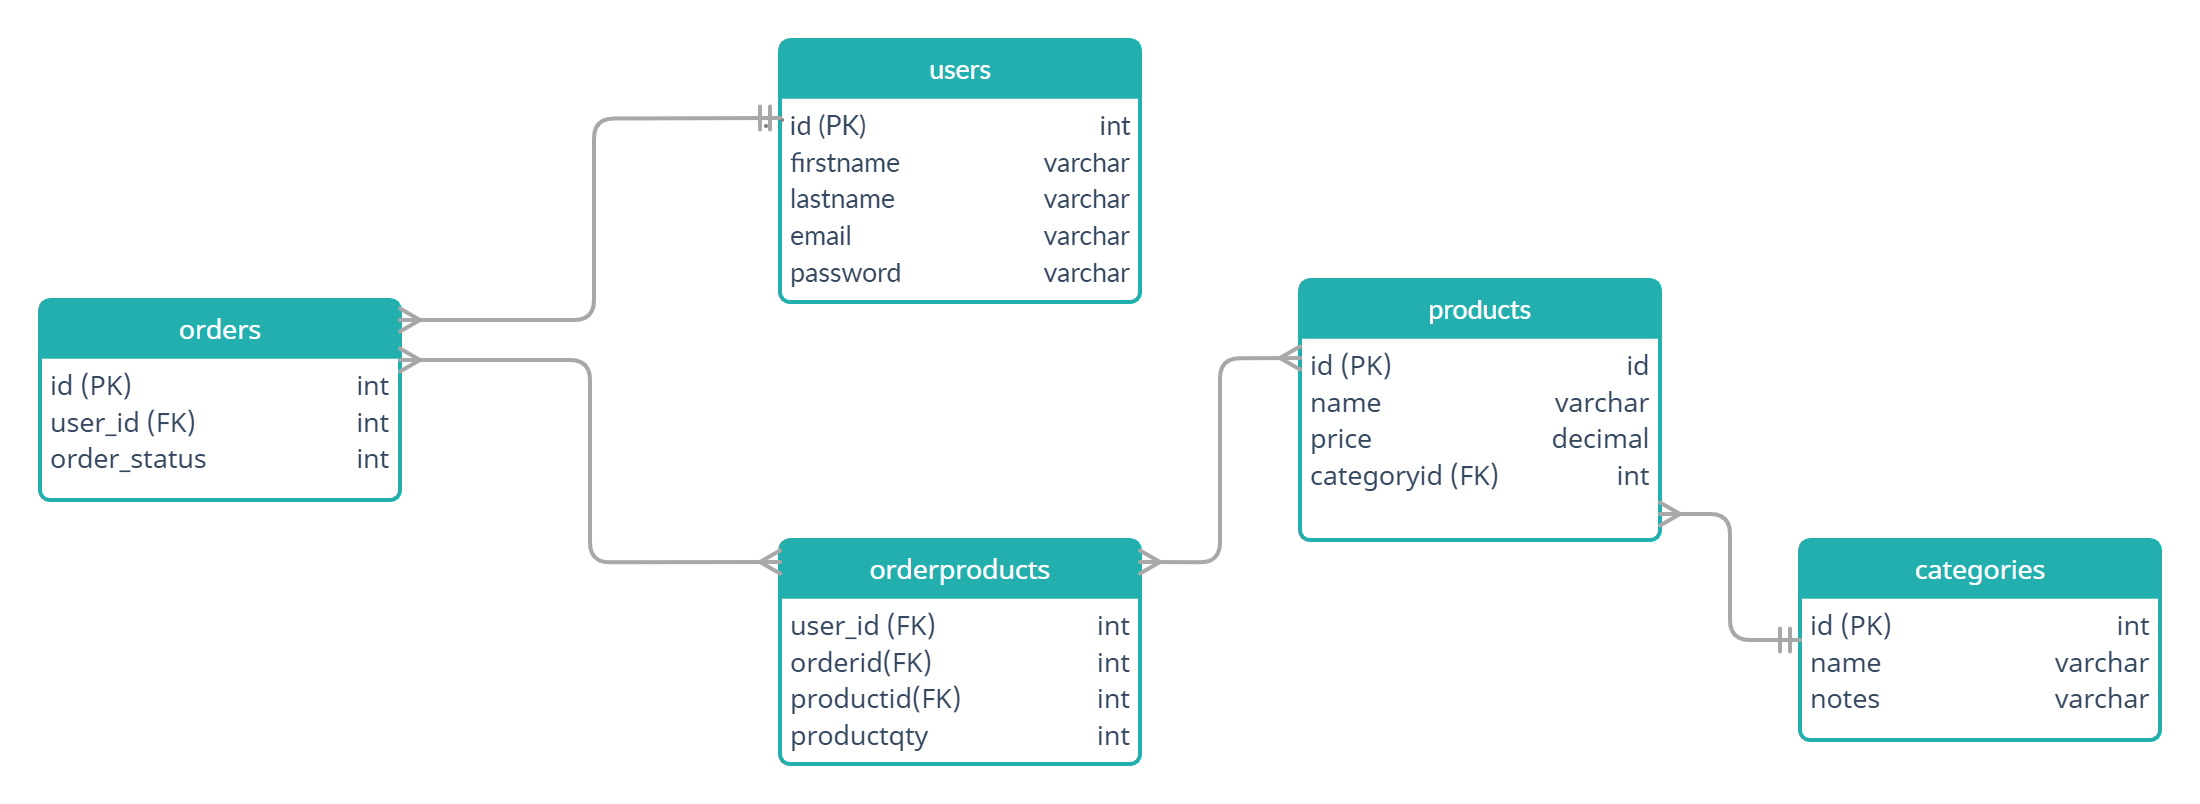 users
id (PK) int
firstname varchar
lastname varchar
email varchar
password varchar
orders
id (PK) int
user_id (FK) int
order_status int
products
id (PK) id
name varchar
price decimal
categoryid (FK) int
orderproducts
user_id (FK) int
orderid(FK) int
productid(FK) int
productqty int
categories
id (PK) int
name varchar
notes varchar